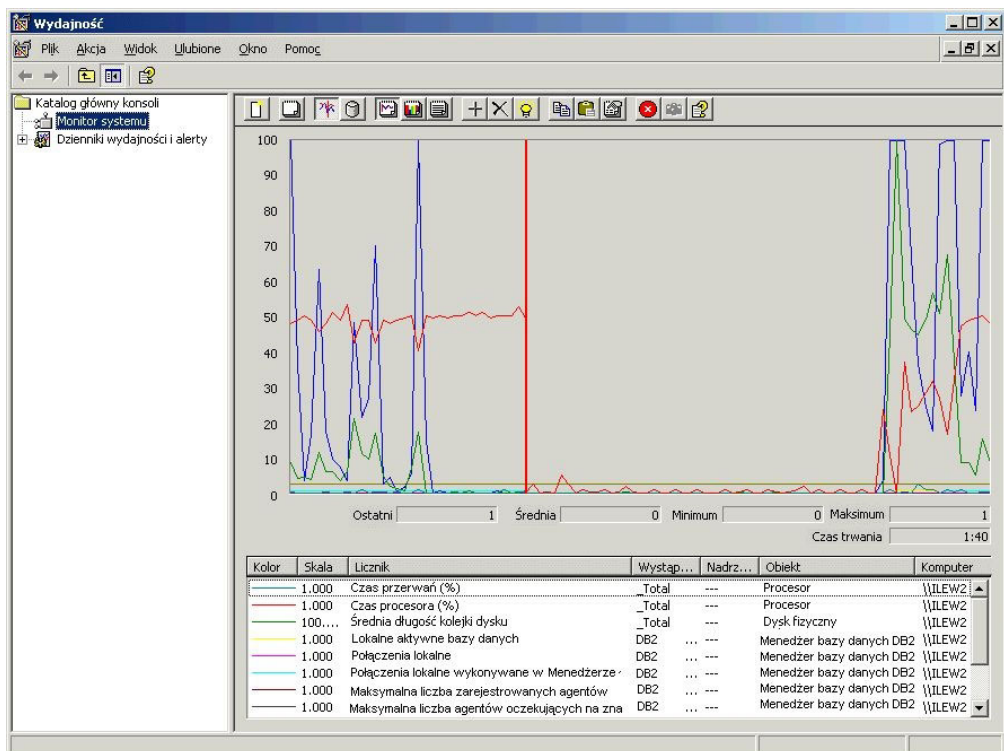 Wydajność
Plik Akcja Widok Ulubione Okno Pomoc
Katalog główny konsoli
Monitor systemu
Dzienniki wydajności i alerty
100
90
80
70
60
50
40
30
20
10
0
Ostatni 1 Średnia 0 Minimum 0 Maksimum 1
Czas trwania 1:40
Kolor Skala Licznik Wystąp... Nadrz... Obiekt Komputer
1.000 Czas przerwań (%) _Total --- Procesor \\ILEW2
1.000 Czas procesora (%) _Total --- Procesor \\ILEW2
100.... Średnia długość kolejki dysku _Total --- Dysk fizyczny \\ILEW2
1.000 Lokalne aktywne bazy danych DB2 ... --- Menedżer bazy danych DB2 \\ILEW2
1.000 Połączenia lokalne DB2 ... --- Menedżer bazy danych DB2 \\ILEW2
1.000 Połączenia lokalne wykonywane w Menedżerze DB2 ... --- Menedżer bazy danych DB2 \\ILEW2
1.000 Maksymalna liczba zarejestrowanych agentów DB2 ... --- Menedżer bazy danych DB2 \\ILEW2
1.000 Maksymalna liczba agentów oczekujących na zna DB2 ... --- Menedżer bazy danych DB2 \\ILEW2